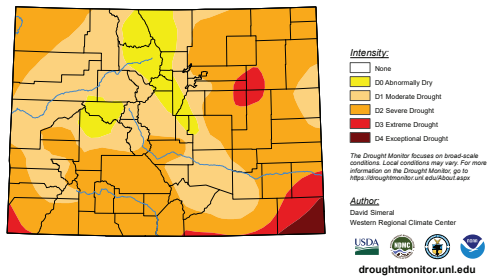 Intensity:
None
D0 Abnormally Dry
D1 Moderate Drought
D2 Severe Drought
D3 Extreme Drought
D4 Exceptional Drought
The Drought Monitor focuses on broad-scale
conditions. Local conditions may vary. For more
information on the Drought Monitor, go to
https://droughtmonitor.unl.edu/About.aspx
Author:
David Simeral
Western Regional Climate Center
USDA
NDMC
NOAA
droughtmonitor.unl.edu